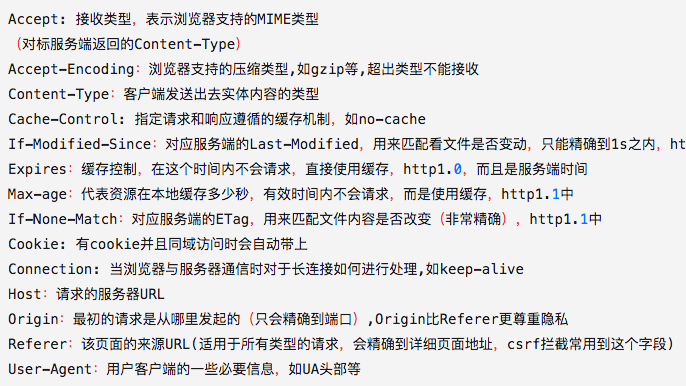 Accept: 接收类型，表示浏览器支持的MIME类型
（对标服务端返回的Content-Type）
Accept-Encoding：浏览器支持的压缩类型,如gzip等,超出类型不能接收
Content-Type：客户端发送出去实体内容的类型
Cache-Control: 指定请求和响应遵循的缓存机制，如no-cache
If-Modified-Since：对应服务端的Last-Modified，用来匹配看文件是否变动，只能精确到1s之内，ht
Expires：缓存控制，在这个时间内不会请求，直接使用缓存，http1.0，而且是服务端时间
Max-age：代表资源在本地缓存多少秒，有效时间内不会请求，而是使用缓存，http1.1中
If-None-Match：对应服务端的ETag，用来匹配文件内容是否改变（非常精确）,http1.1中
Cookie: 有cookie并且同域访问时会自动带上
Connection: 当浏览器与服务器通信时对于长连接如何进行处理,如keep-alive
Host：请求的服务器URL
Origin：最初的请求是从哪里发起的（只会精确到端口）,Origin比Referer更尊重隐私
Referer：该页面的来源URL(适用于所有类型的请求，会精确到详细页面地址，csrf拦截常用到这个字段)
User-Agent：用户客户端的一些必要信息，如UA头部等